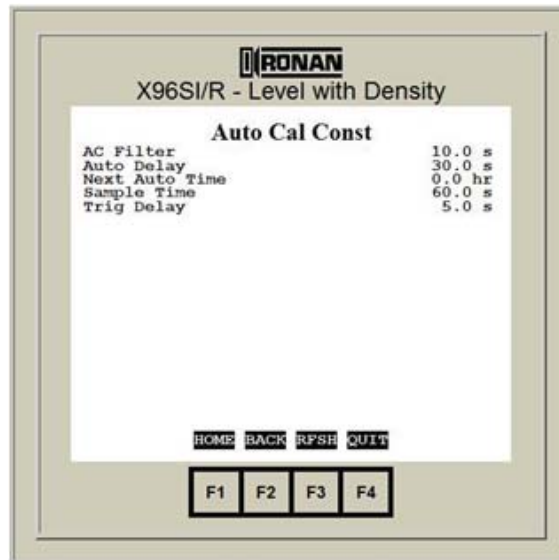 RONAN
X96SI/R - Level with Density
Auto Cal Const
AC Filter 10.0 s
Auto Delay 30.0 s
Next Auto Time 0.0 hr
Sample Time 60.0 s
Trig Delay 5.0 s
HOME BACK RFSH QUIT
F1 F2 F3 F4